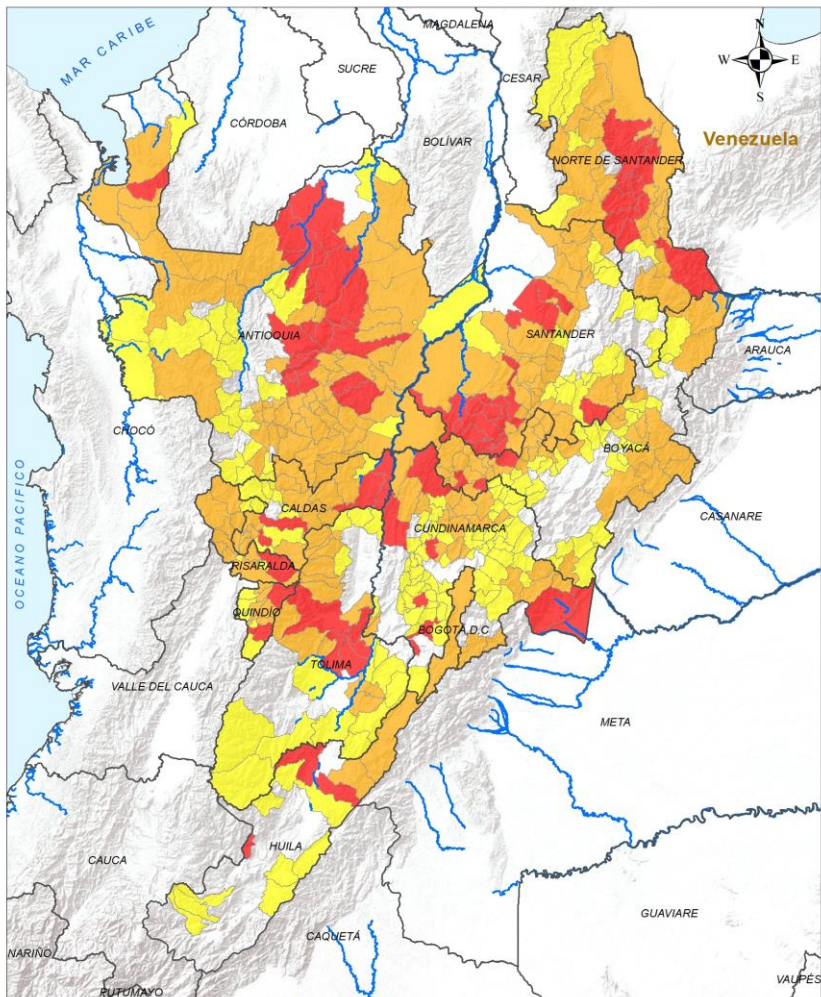 MAGDALENA
N
MAR CARIBE
W
E
SUCRE
CESAR
S
CÓRDOBA
BOLÍVAR
Venezuela
NORTE DE SANTANDER
ANTIOQUIA
SANTANDER
ARAUCA
CHOCÓ
BOYACÁ
OCEANO PACIFICO
CALDAS
CUNDINAMARCA
CASANARE
RISARALDA
QUINDÍO
BOGOTÁ, D.C
TOLIMA
VALLE DEL CAUCA
META
HUILA
CAUCA
GUAVIARE
CAQUETÁ
NARIÑO
PUTUMAYO
VAUPÉS